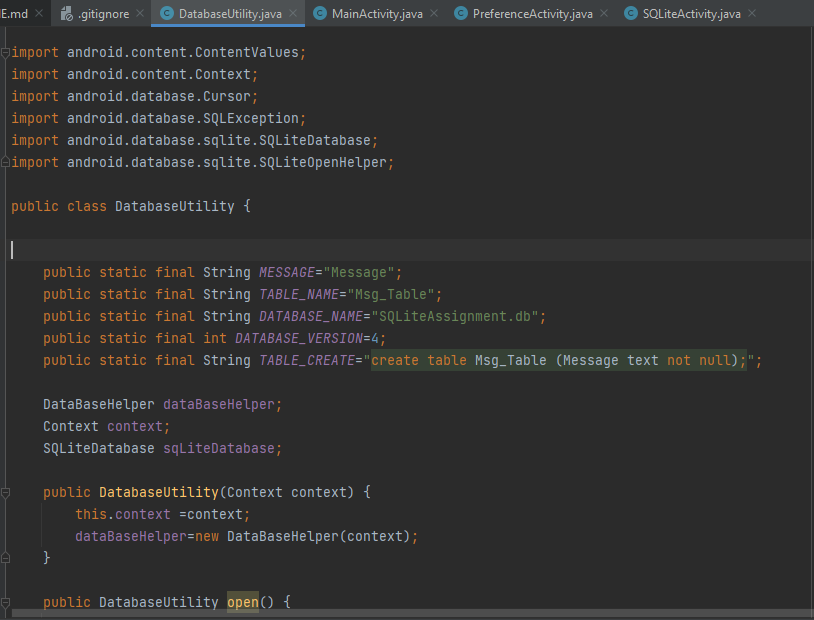 E.md .gitignore DatabaseUtility.java MainActivity.java PreferenceActivity.java SQLiteActivity.java
import android.content.ContentValues;
import android.content.Context;
import android.database.Cursor;
import android.database.SQLException;
import android.database.sqlite.SQLiteDatabase;
import android.database.sqlite.SQLiteOpenHelper;
public class DatabaseUtility {
public static final String MESSAGE="Message";
public static final String TABLE_NAME="Msg_Table";
public static final String DATABASE_NAME="SQLiteAssignment.db";
public static final int DATABASE_VERSION=4;
public static final String TABLE_CREATE="create table Msg_Table (Message text not null);";
DataBaseHelper dataBaseHelper;
Context context;
SQLiteDatabase sqLiteDatabase;
public DatabaseUtility(Context context) {
this.context =context;
dataBaseHelper=new DataBaseHelper(context);
}
public DatabaseUtility open() {